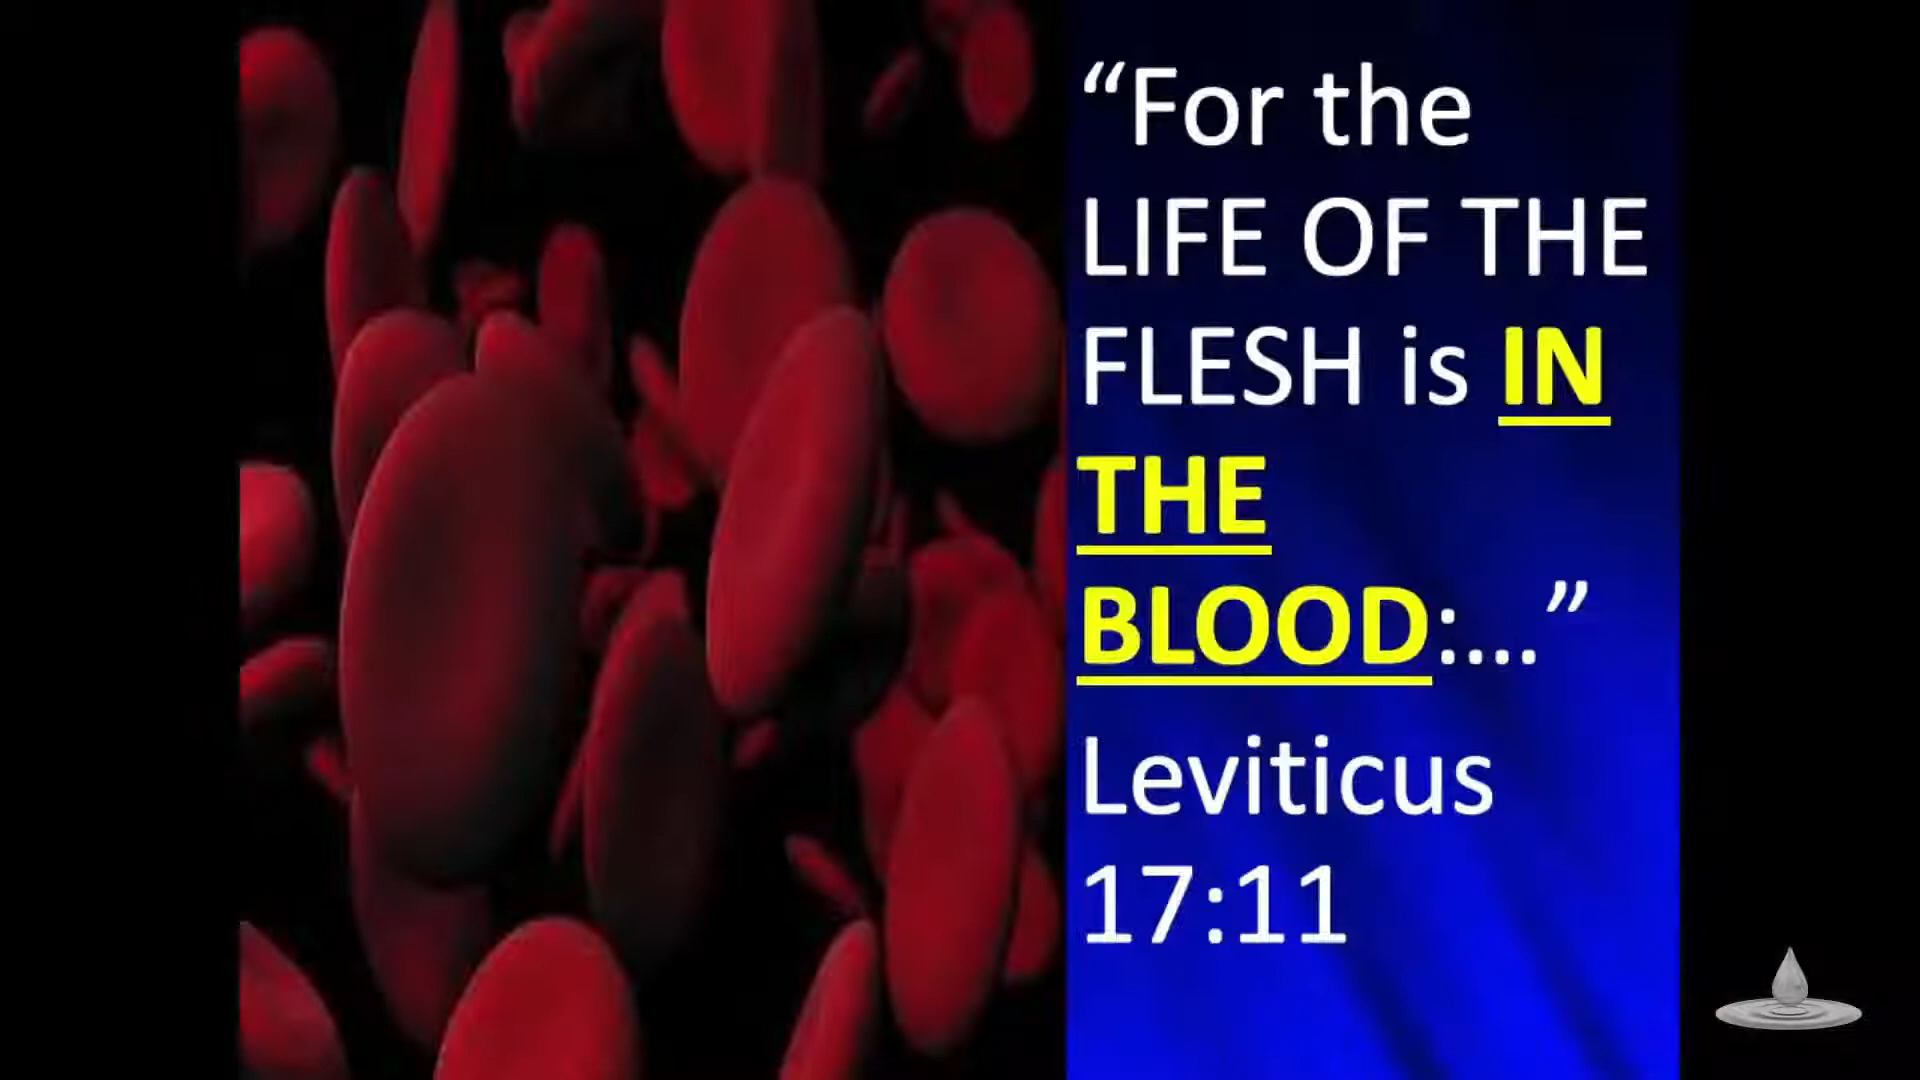 “For the
LIFE OF THE
FLESH is IN
THE
BLOOD:...”
Leviticus
17:11